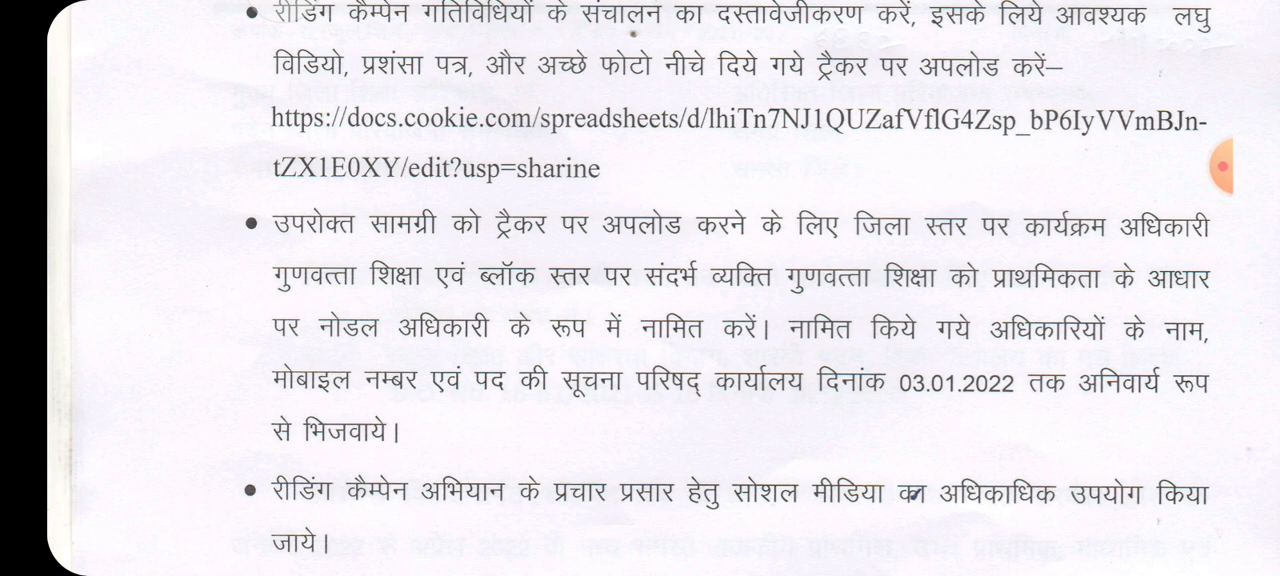 • रीडिंग कैम्पेन गतिविधियों के संचालन का दस्तावेजीकरण करें, इसके लिये आवश्यक लघु
विडियो, प्रशंसा पत्र, और अच्छे फोटो नीचे दिये गये ट्रैकर पर अपलोड करें–
https://docs.cookie.com/spreadsheets/d/lhiTn7NJ1QUZafVflG4Zsp_bP6IyVVmBJn-
tZX1E0XY/edit?usp=sharine
• उपरोक्त सामग्री को ट्रैकर पर अपलोड करने के लिए जिला स्तर पर कार्यक्रम अधिकारी
गुणवत्ता शिक्षा एवं ब्लॉक स्तर पर संदर्भ व्यक्ति गुणवत्ता शिक्षा को प्राथमिकता के आधार
पर नोडल अधिकारी के रूप में नामित करें। नामित किये गये अधिकारियों के नाम,
मोबाइल नम्बर एवं पद की सूचना परिषद् कार्यालय दिनांक 03.01.2022 तक अनिवार्य रूप
से भिजवाये।
• रीडिंग कैम्पेन अभियान के प्रचार प्रसार हेतु सोशल मीडिया का अधिकाधिक उपयोग किया
जाये।